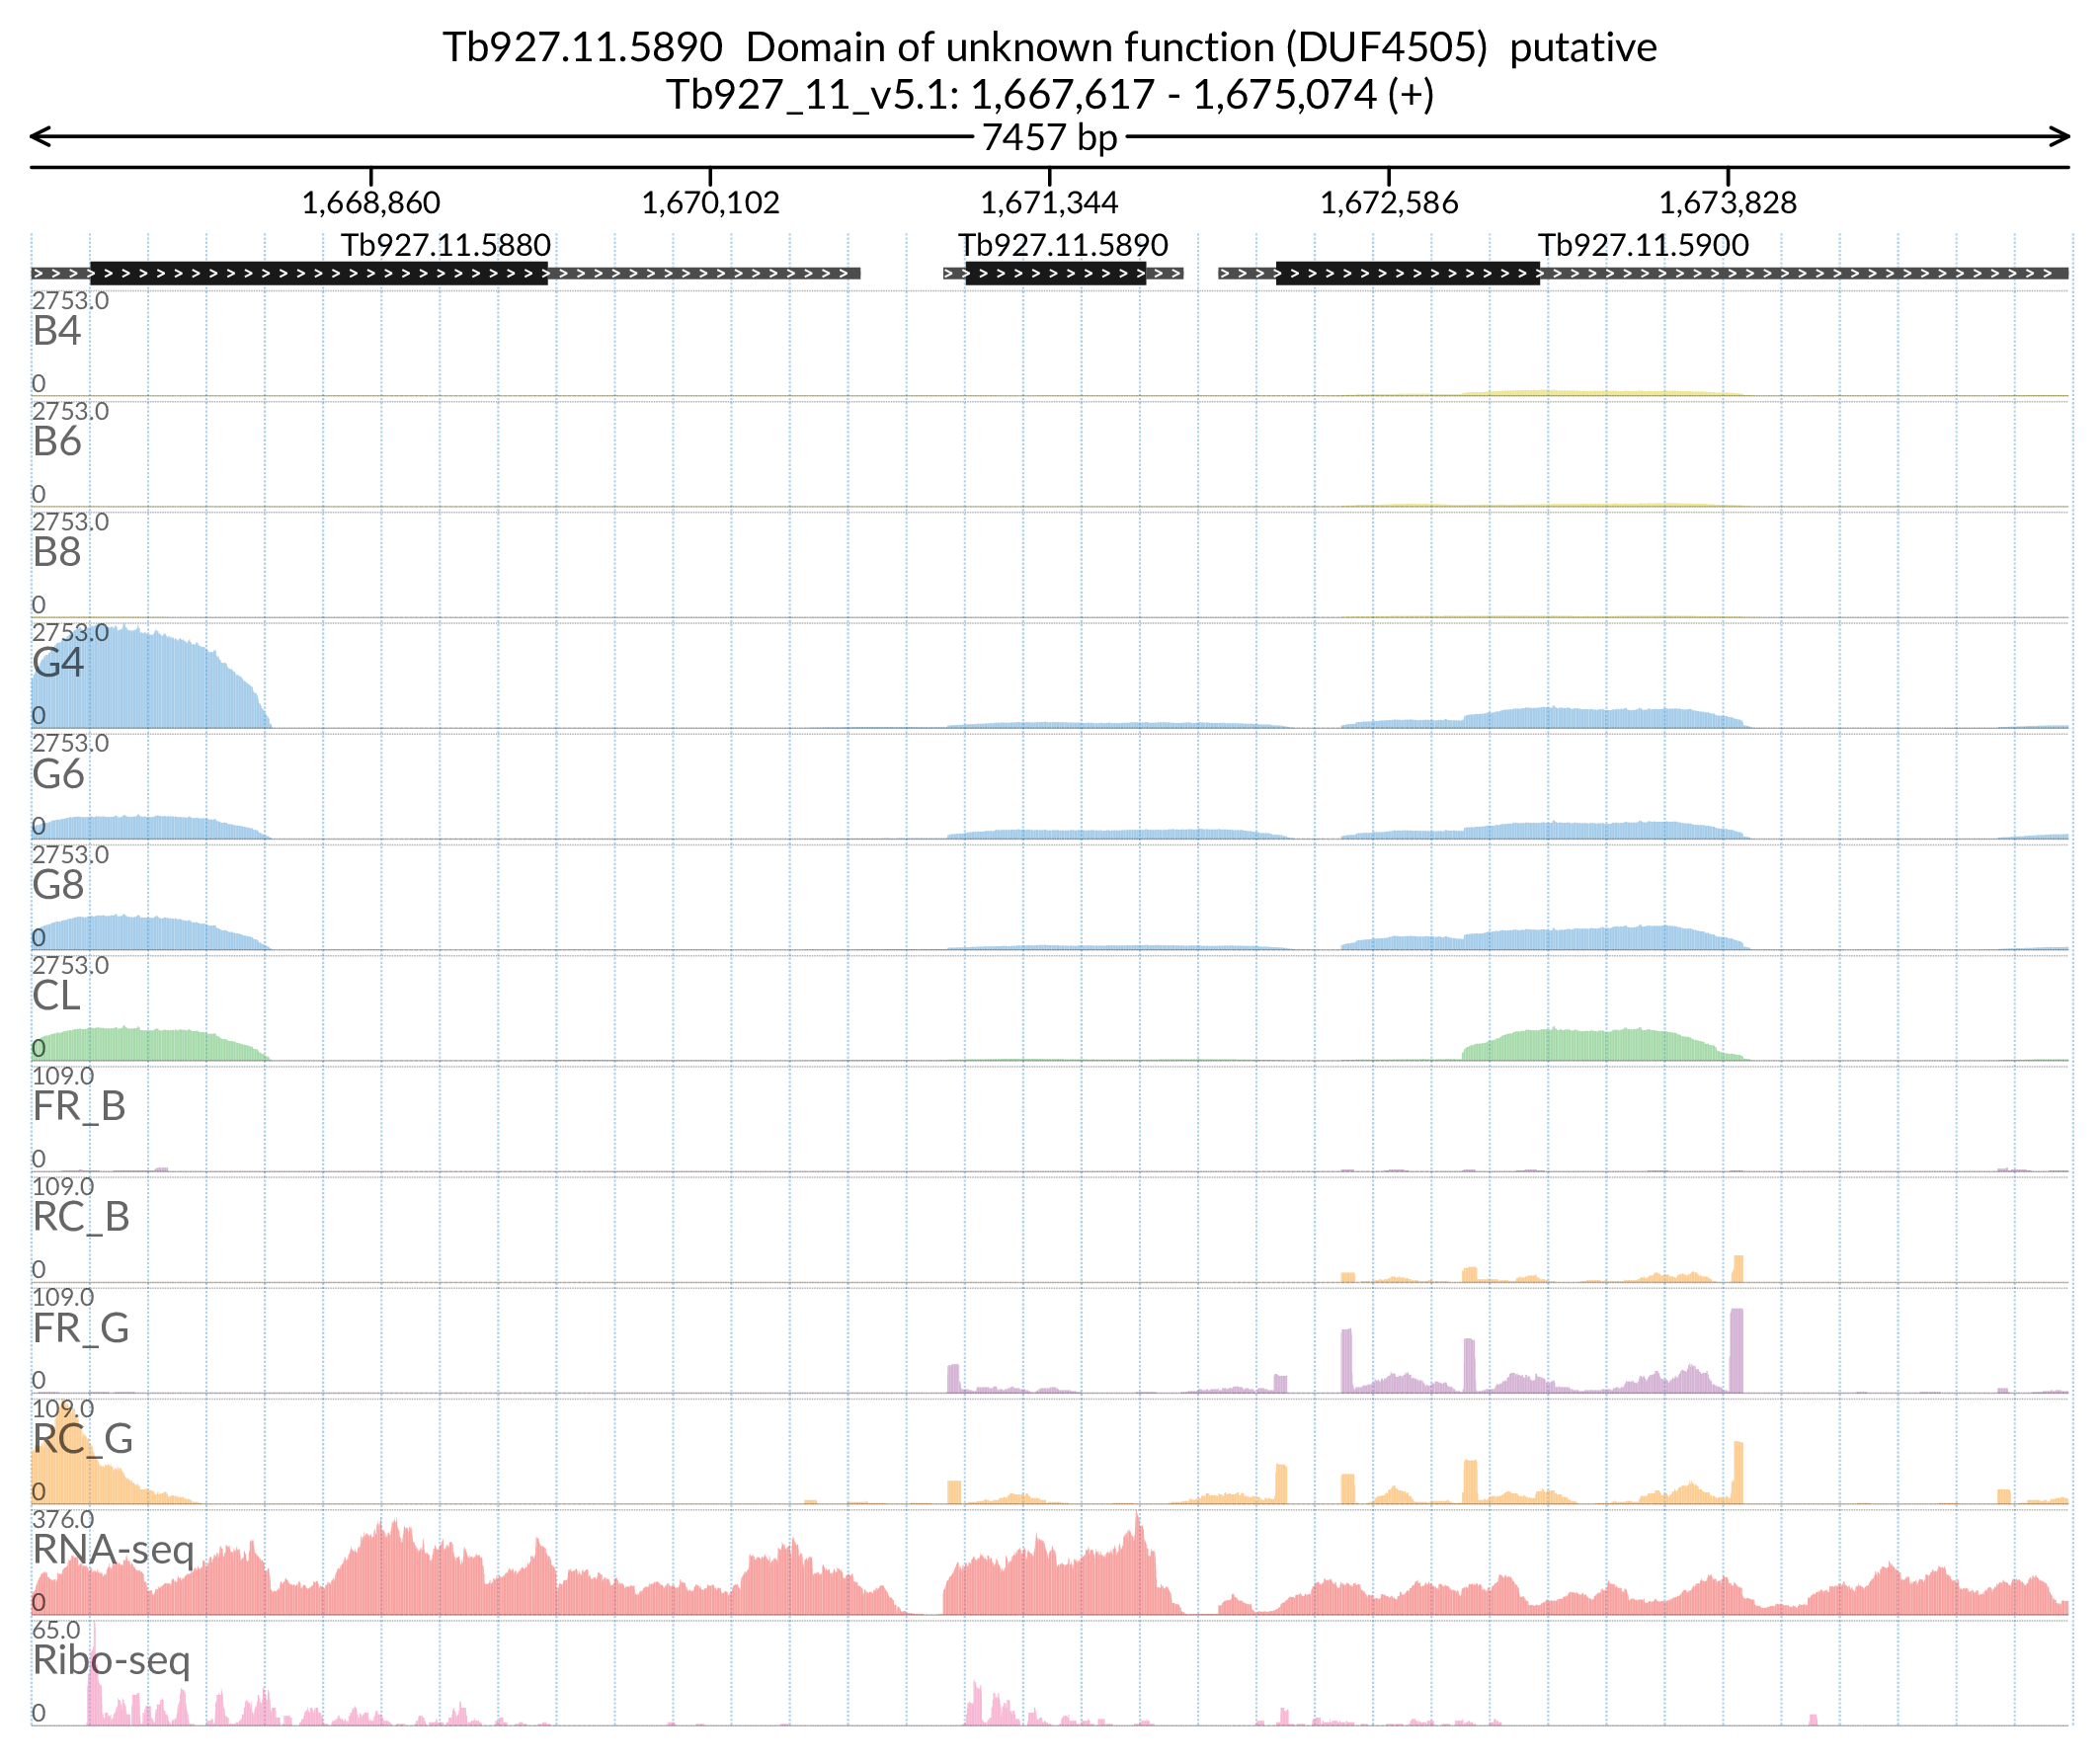 Tb927.11.5890  Domain of unknown function (DUF4505)  putative
Tb927_11_v5.1: 1,667,617 - 1,675,074 (+)
7457 bp
1,668,860 1,670,102 1,671,344 1,672,586 1,673,828
Tb927.11.5880 Tb927.11.5890 Tb927.11.5900
2753.0
B4
0
2753.0
B6
0
2753.0
B8
0
2753.0
G4
0
2753.0
G6
0
2753.0
G8
0
2753.0
CL
0
109.0
FR_B
0
109.0
RC_B
0
109.0
FR_G
0
109.0
RC_G
0
376.0
RNA-seq
0
65.0
Ribo-seq
0